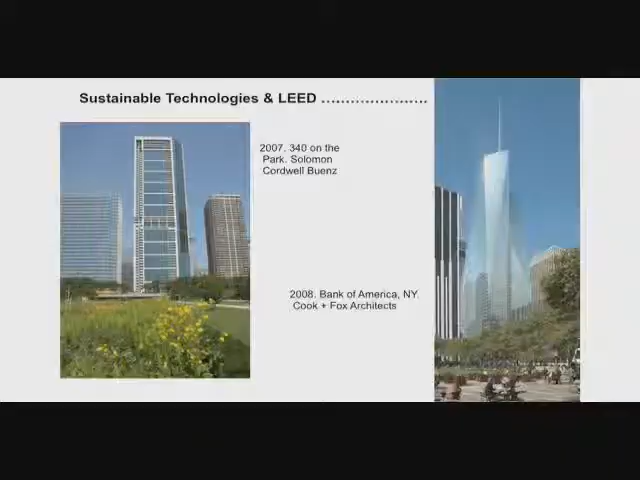 Sustainable Technologies & LEED ......................
2007. 340 on the
Park. Solomon
Cordwell Buenz
2008. Bank of America, NY
Cook + Fox Architects